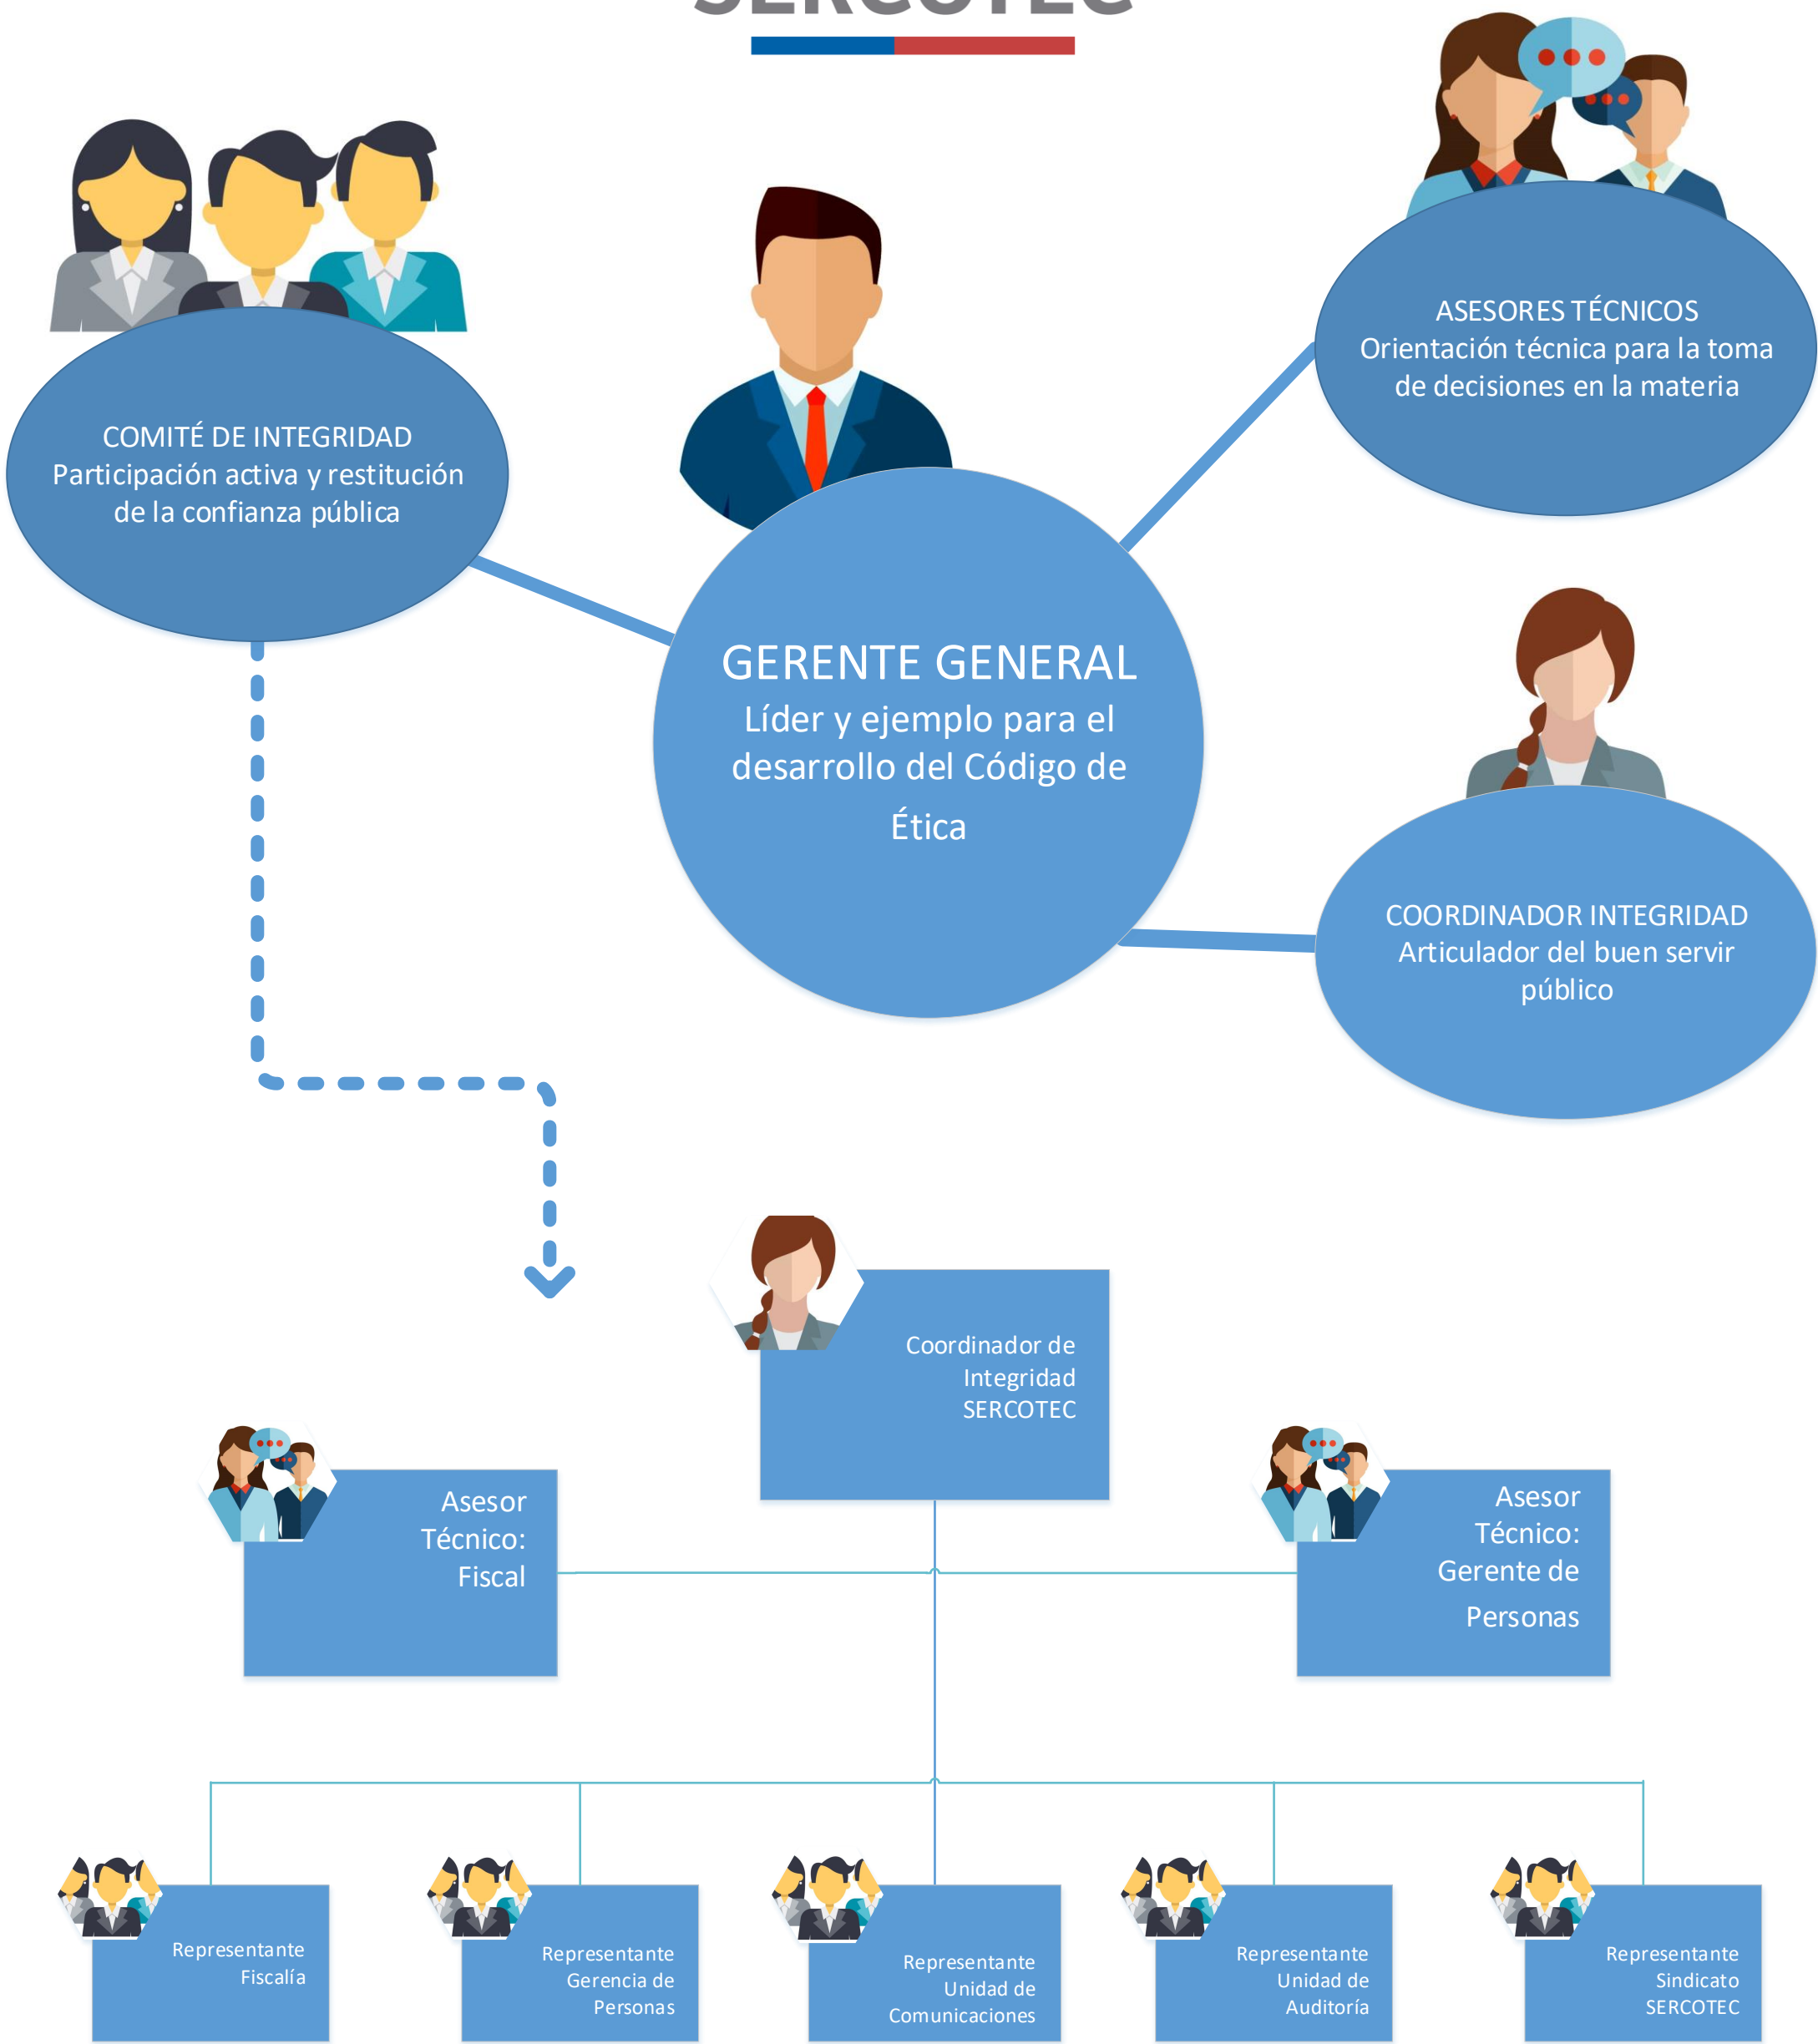 SERCOTEC
ASESORES TÉCNICOS
Orientación técnica para la toma
de decisiones en la materia
COMITÉ DE INTEGRIDAD
Participación activa y restitución
de la confianza pública
GERENTE GENERAL
Líder y ejemplo para el
desarrollo del Código de
Ética
COORDINADOR INTEGRIDAD
Articulador del buen servir
público
Coordinador de
Integridad
SERCOTEC
Asesor
Técnico:
Fiscal
Asesor
Técnico:
Gerente de
Personas
Representante
Fiscalía
Representante
Gerencia de
Personas
Representante
Unidad de
Comunicaciones
Representante
Unidad de
Auditoría
Representante
Sindicato
SERCOTEC